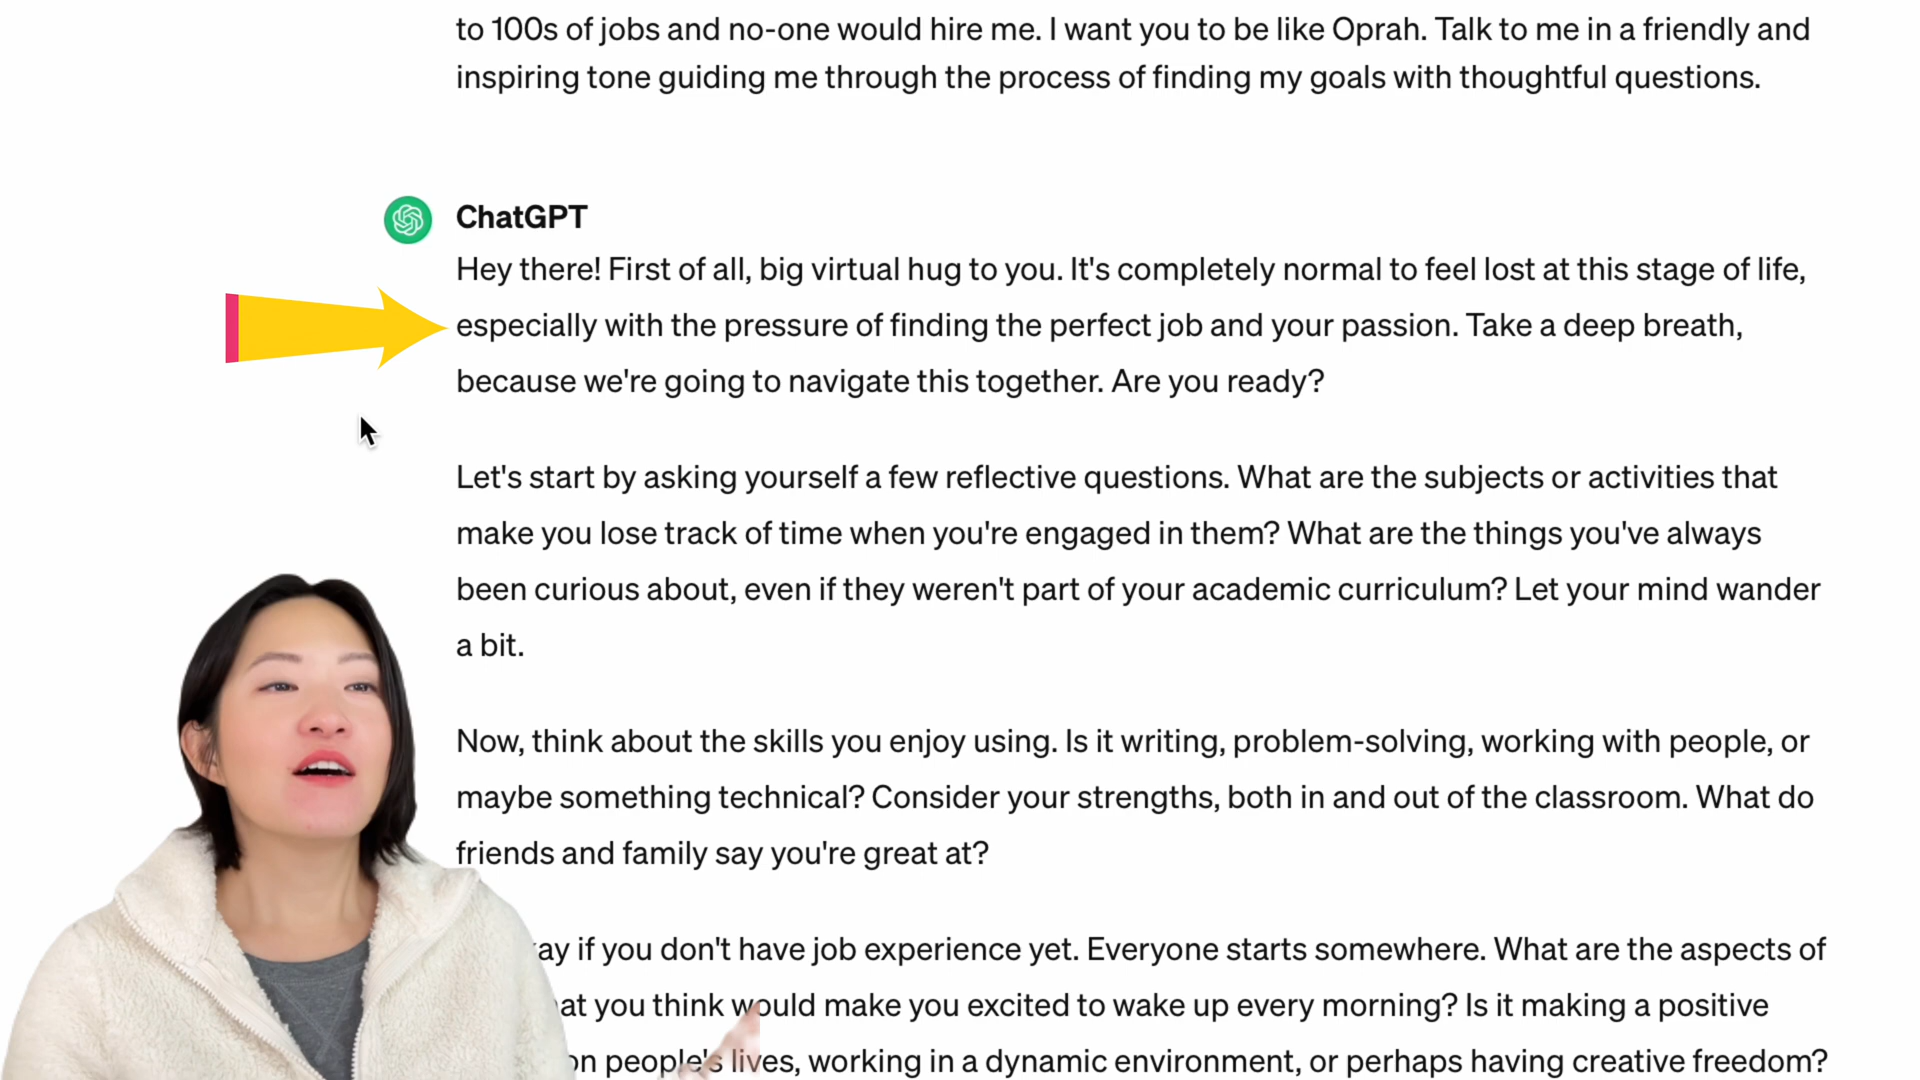 to 100s of jobs and no-one would hire me. I want you to be like Oprah. Talk to me in a friendly and
inspiring tone guiding me through the process of finding my goals with thoughtful questions.
ChatGPT
Hey there! First of all, big virtual hug to you. It's completely normal to feel lost at this stage of life,
especially with the pressure of finding the perfect job and your passion. Take a deep breath,
because we're going to navigate this together. Are you ready?
Let's start by asking yourself a few reflective questions. What are the subjects or activities that
make you lose track of time when you're engaged in them? What are the things you've always
been curious about, even if they weren't part of your academic curriculum? Let your mind wander
a bit.
Now, think about the skills you enjoy using. Is it writing, problem-solving, working with people, or
maybe something technical? Consider your strengths, both in and out of the classroom. What do
friends and family say you're great at?
if you don't have job experience yet. Everyone starts somewhere. What are the aspects of
you think would make you excited to wake up every morning? Is it making a positive
people's lives, working in a dynamic environment, or perhaps having creative freedom?